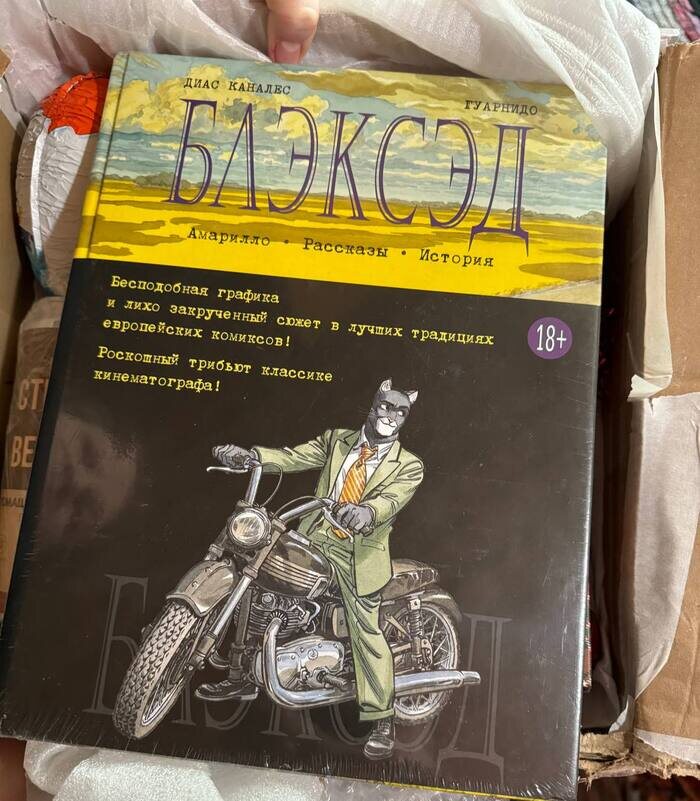 ДИАС КАНАЛЕС
ГУАРНИДО
БЛЭКСЭД
Амарилло • Рассказы • История
Бесподобная графика
и лихо закрученный сюжет в лучших традициях
европейских комиксов!
18+
Роскошный трибьют классике
кинематографа!
БЛЭКСЭД